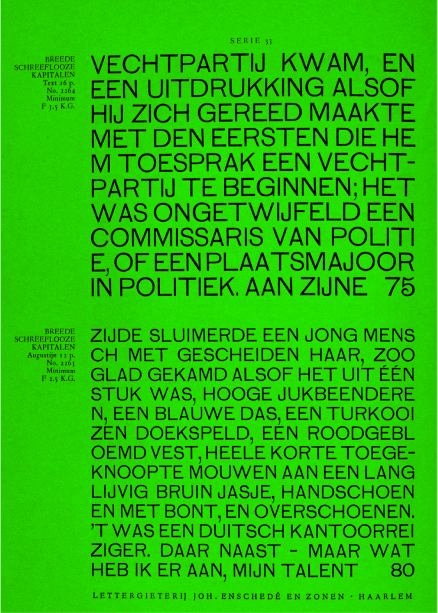 SERIE 53
BREEDE
SCHREEFLOOZE
KAPITALEN
Text 16 p.
No. 2264
Minimum
F 3,5 K.G.
VECHTPARTIJ KWAM, EN
EEN UITDRUKKING ALSOF
HIJ ZICH GEREED MAAKTE
MET DEN EERSTEN DIE HE
M TOESPRAK EEN VECHT-
PARTIJ TE BEGINNEN; HET
WAS ONGETWIJFELD EEN
COMMISSARIS VAN POLITI
E, OF EEN PLAATSMAJOOR
IN POLITIEK. AAN ZIJNE 75
BREEDE
SCHREEFLOOZE
KAPITALEN
Augustijn 12 p.
No. 2263
Minimum
F 2,5 K.G.
ZIJDE SLUIMERDE EEN JONG MENS
CH MET GESCHEIDEN HAAR, ZOO
GLAD GEKAMD ALSOF HET UIT ÉÉN
STUK WAS, HOOGE JUKBEENDERE
N, EEN BLAUWE DAS, EEN TURKOOI
ZEN DOEKSPELD, EEN ROODGEBL
OEMD VEST, HEELE KORTE TOEGE-
KNOOPTE MOUWEN AAN EEN LANG
LIJVIG BRUIN JASJE, HANDSCHOEN
EN MET BONT, EN OVERSCHOENEN.
'T WAS EEN DUITSCH KANTOORREI
ZIGER. DAAR NAAST - MAAR WAT
HEB IK ER AAN, MIJN TALENT 80
LETTERGIETERIJ JOH. ENSCHEDÉ EN ZONEN · HAARLEM